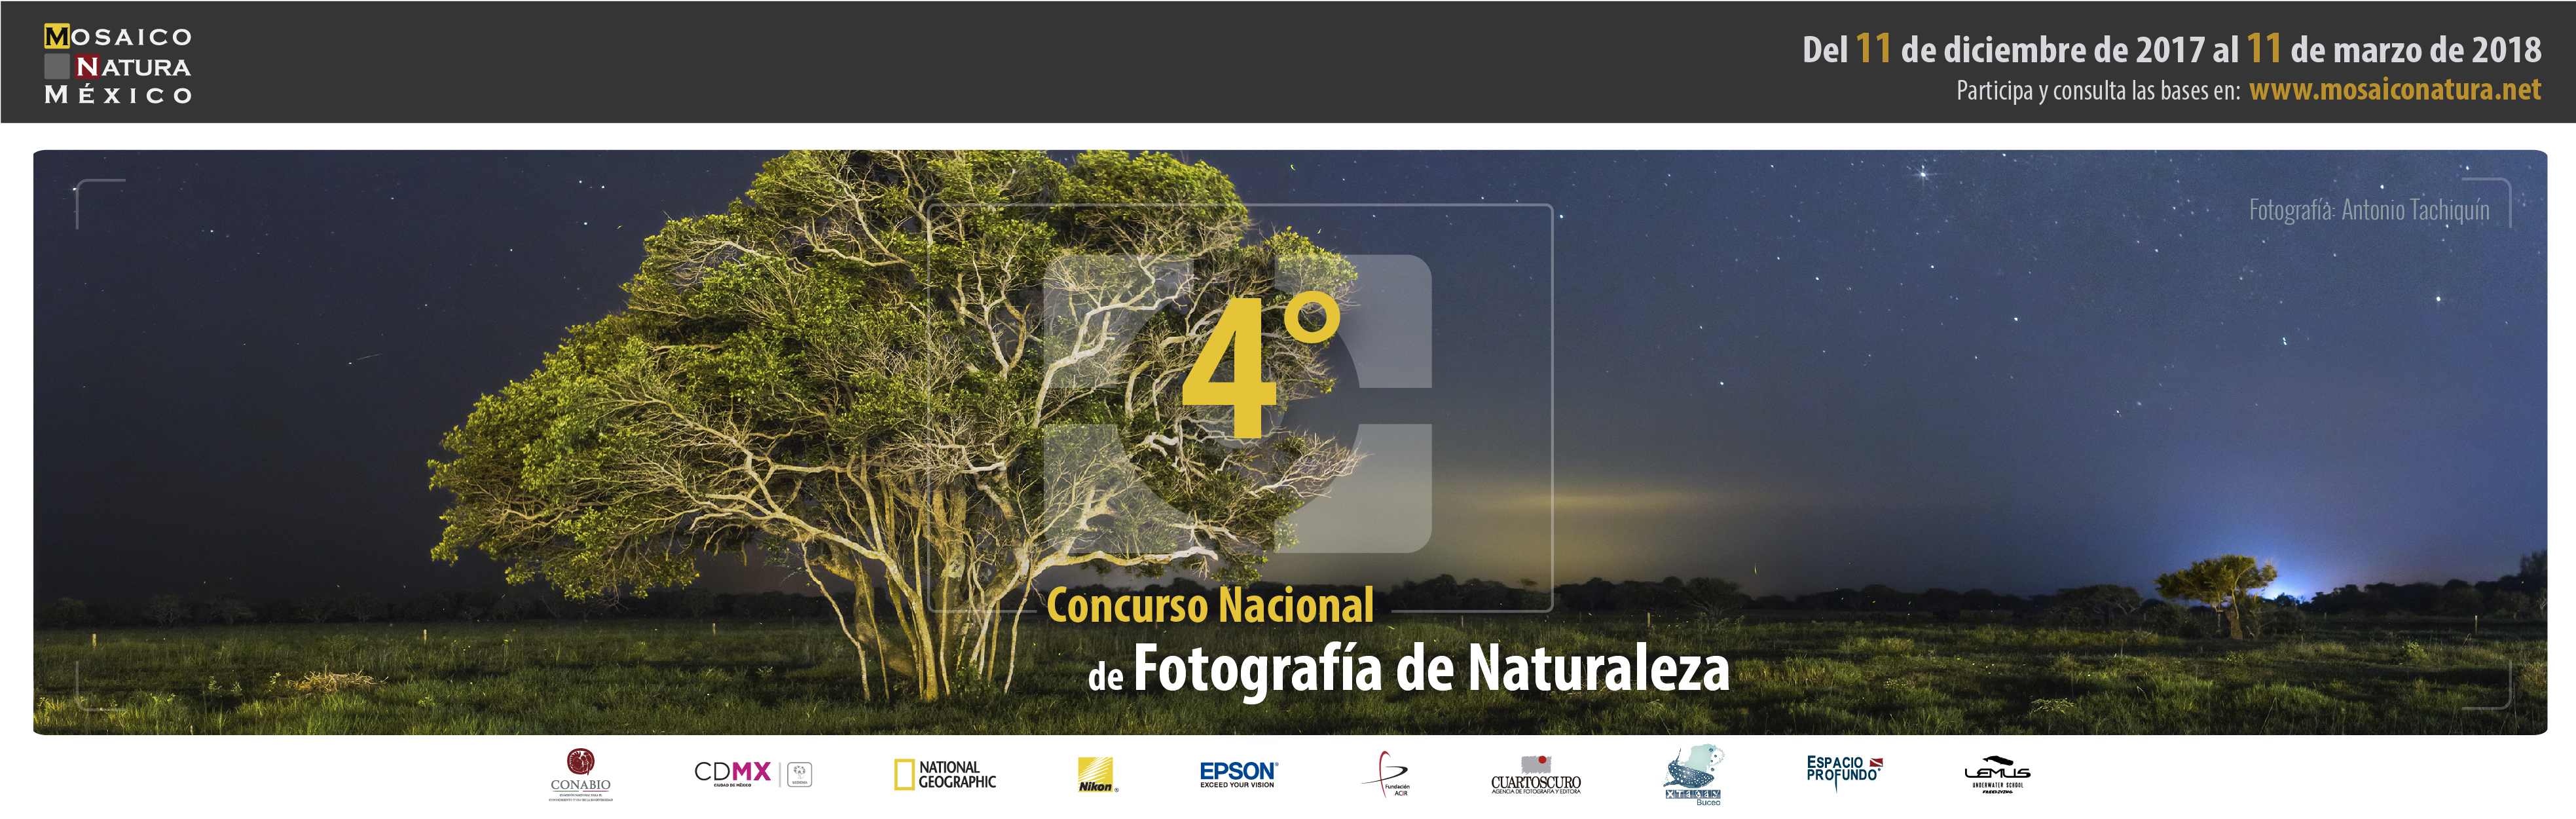 MOSAICO
NATURA
MÉXICO
Del 11 de diciembre de 2017 al 11 de marzo de 2018
Participa y consulta las bases en: www.mosaiconatura.net
Fotografía: Antonio Tachiquín
4°
Concurso Nacional
de Fotografía de Naturaleza
CONABIO
CDMX
CIUDAD DE MÉXICO
NATIONAL
GEOGRAPHIC
Nikon
EPSON
EXCEED YOUR VISION
Fundación
ACIR
CUARTOSCURO
AGENCIA DE FOTOGRAFÍA Y EDITORA
Buceo
ESPACIO
PROFUNDO
LEMUS
UNDERWATER SCHOOL
FREEDIVING